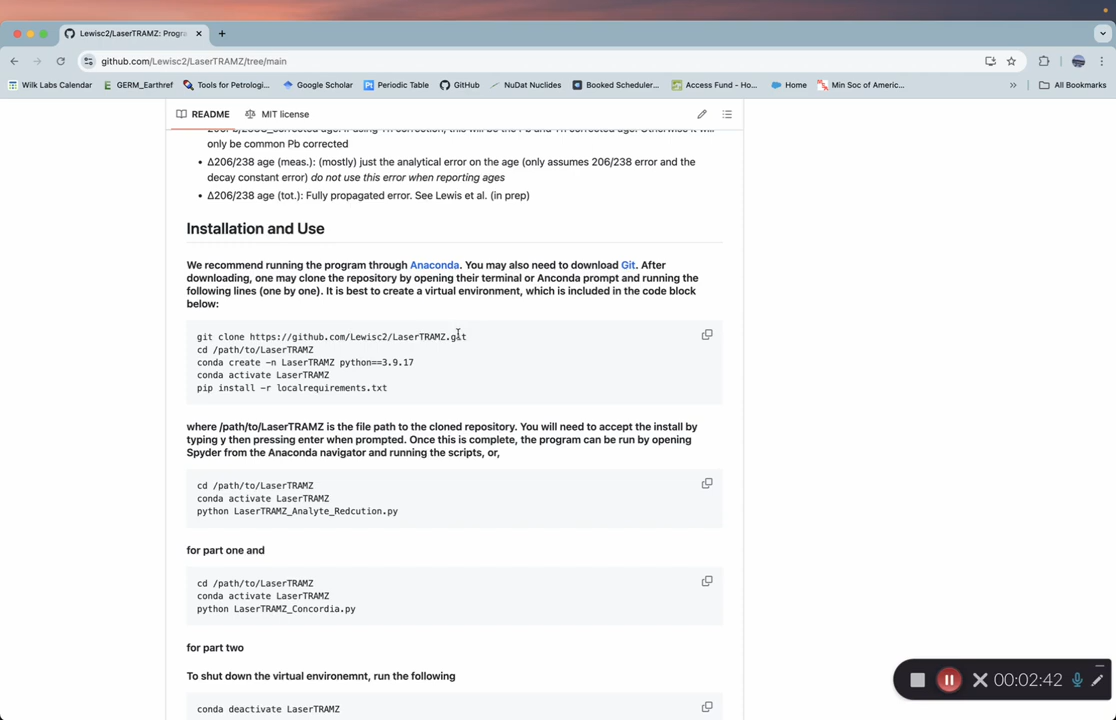 Lewisc2/LaserTRAMZ: Progra
github.com/Lewisc2/LaserTRAMZ/tree/main
Wilk Labs Calendar GERM_Earthref Tools for Petrologi... Google Scholar Periodic Table GitHub NuDat Nuclides Booked Scheduler... Access Fund - Ho... Home Min Soc of Americ... » All Bookmarks
README MIT license
only be common Pb corrected
• Δ206/238 age (meas.): (mostly) just the analytical error on the age (only assumes 206/238 error and the
decay constant error) do not use this error when reporting ages
• Δ206/238 age (tot.): Fully propagated error. See Lewis et al. (in prep)
Installation and Use
We recommend running the program through Anaconda. You may also need to download Git. After
downloading, one may clone the repository by opening their terminal or Anconda prompt and running the
following lines (one by one). It is best to create a virtual environment, which is included in the code block
below:
git clone https://github.com/Lewisc2/LaserTRAMZ.git
cd /path/to/LaserTRAMZ
conda create -n LaserTRAMZ python==3.9.17
conda activate LaserTRAMZ
pip install -r localrequirements.txt
where /path/to/LaserTRAMZ is the file path to the cloned repository. You will need to accept the install by
typing y then pressing enter when prompted. Once this is complete, the program can be run by opening
Spyder from the Anaconda navigator and running the scripts, or,
cd /path/to/LaserTRAMZ
conda activate LaserTRAMZ
python LaserTRAMZ_Analyte_Redcution.py
for part one and
cd /path/to/LaserTRAMZ
conda activate LaserTRAMZ
python LaserTRAMZ_Concordia.py
for part two
To shut down the virtual environemnt, run the following
conda deactivate LaserTRAMZ
00:02:42